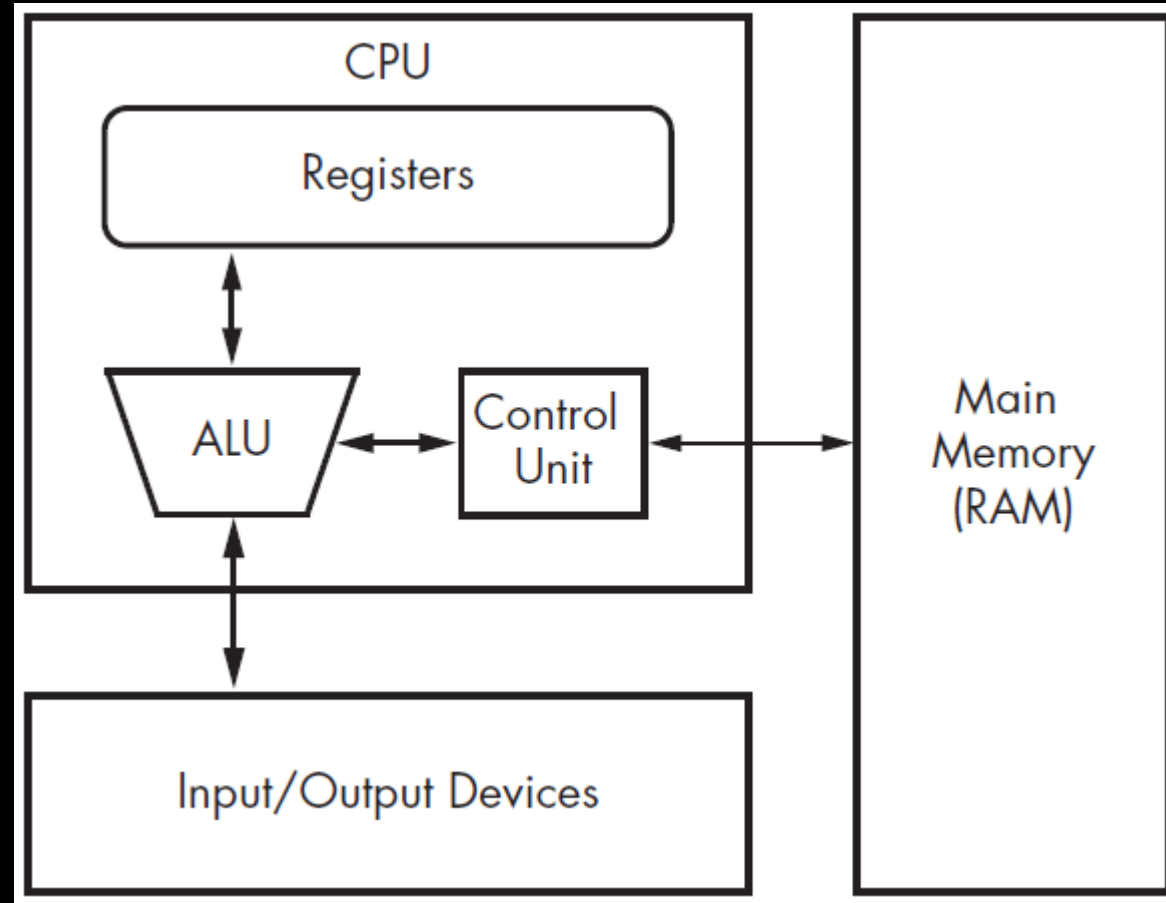 CPU
Registers
ALU
Control
Unit
Main
Memory
(RAM)
Input/Output Devices